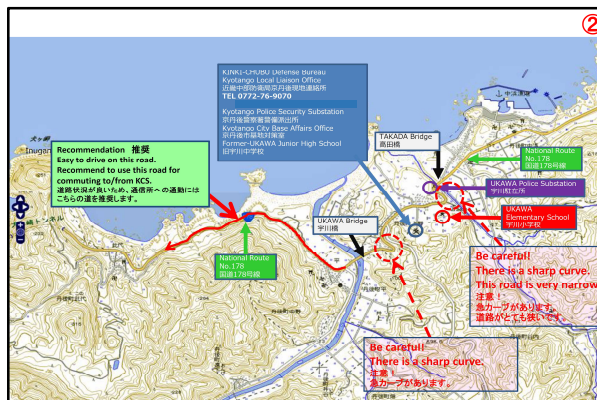 ②
KINKI-CHUBU Defense Bureau
Kyotango Local Liaison Office
近畿中部防衛局京丹後現地連絡所
TEL 0772-76-9070
Kyotango Police Security Substation
京丹後警察署警備派出所
Kyotango City Base Affairs Office
京丹後市基地対策室
Former-UKAWA Junior High School
旧宇川中学校
TAKADA Bridge
高田橋
Recommendation 推奨
Easy to drive on this road.
Recommend to use this road for
commuting to/from KCS.
道路状況が良いため、通信所への通勤には
こちらの道を推奨します。
National Route
No.178
国道178号線
UKAWA Police Substation
宇川駐在所
UKAWA
Elementary School
宇川小学校
UKAWA Bridge
宇川橋
National Route
No.178
国道178号線
Be careful!
There is a sharp curve.
This road is very narrow
注意！
急カーブがあります。
道路がとても狭いです。
Be careful!
There is a sharp curve.
注意！
急カーブがあります。